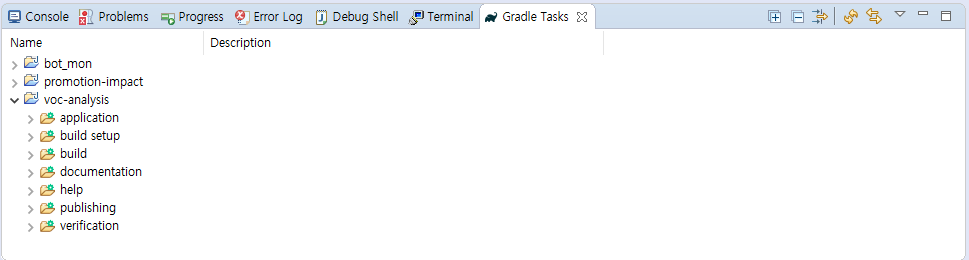 Console Problems Progress Error Log Debug Shell Terminal Gradle Tasks
Name Description
bot_mon
promotion-impact
voc-analysis
application
build setup
build
documentation
help
publishing
verification